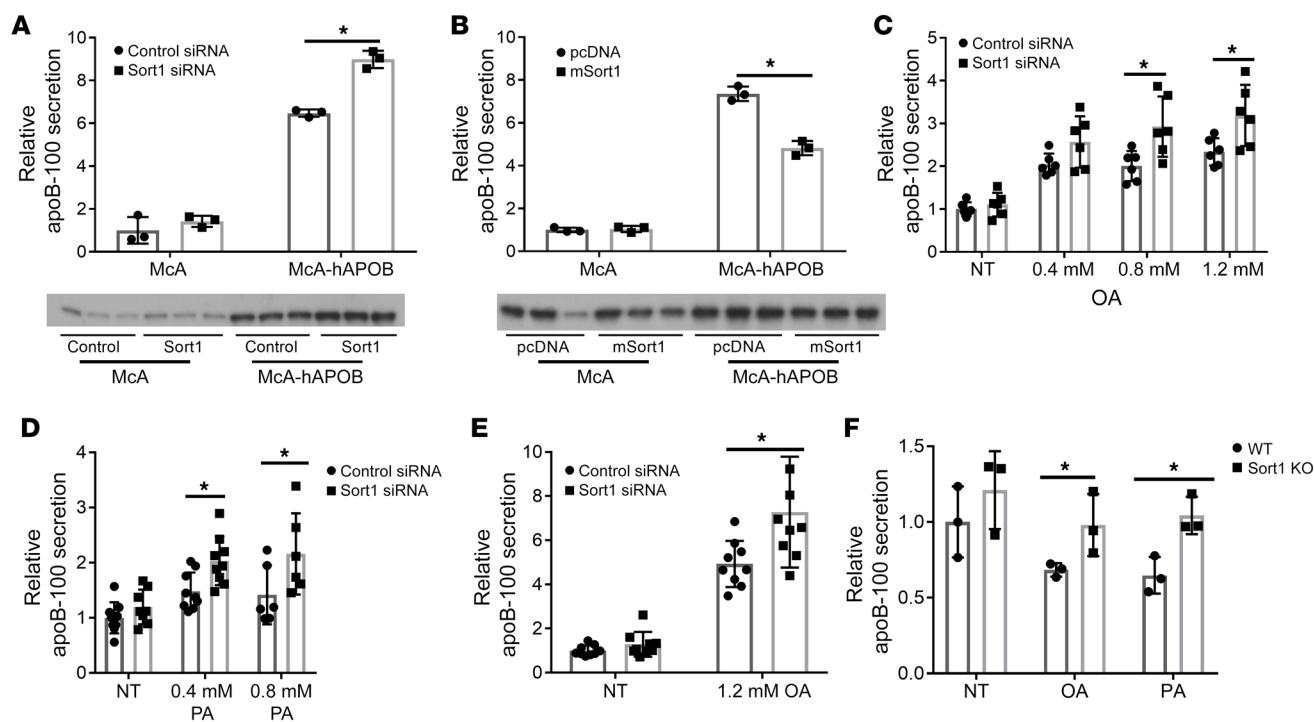 A
Relative
apoB-100 secretion
10
8
6
4
2
0
Control siRNA
Sort1 siRNA
*
McA
McA-hAPOB
Control
Sort1
Control
Sort1
McA
McA-hAPOB
B
Relative
apoB-100 secretion
10
8
6
4
2
0
pcDNA
mSort1
*
McA
McA-hAPOB
pcDNA
mSort1
pcDNA
mSort1
McA
McA-hAPOB
C
Relative
apoB-100 secretion
5
4
3
2
1
0
Control siRNA
Sort1 siRNA
*
*
NT
0.4 mM
0.8 mM
1.2 mM
OA
D
Relative
apoB-100 secretion
4
3
2
1
0
Control siRNA
Sort1 siRNA
*
*
NT
0.4 mM
PA
0.8 mM
PA
E
Relative
apoB-100 secretion
10
8
6
4
2
0
Control siRNA
Sort1 siRNA
*
NT
1.2 mM OA
F
Relative
apoB-100 secretion
1.5
1.0
0.5
0.0
WT
Sort1 KO
*
*
NT
OA
PA